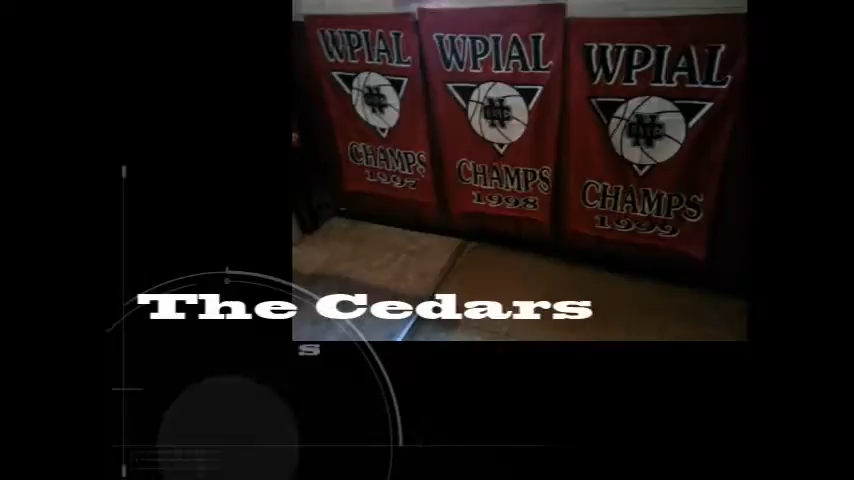 WPIAL
N
CHAMPS
1997
WPIAL
N
CHAMPS
1998
WPIAL
N
CHAMPS
1999
The Cedars
s